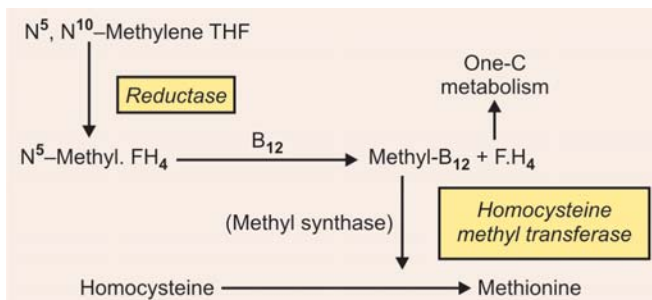 N⁵, N¹⁰–Methylene THF
One-C
metabolism
Reductase
B₁₂
N⁵–Methyl. FH₄
Methyl-B₁₂ + F.H₄
(Methyl synthase)
Homocysteine
methyl transferase
Homocysteine
Methionine